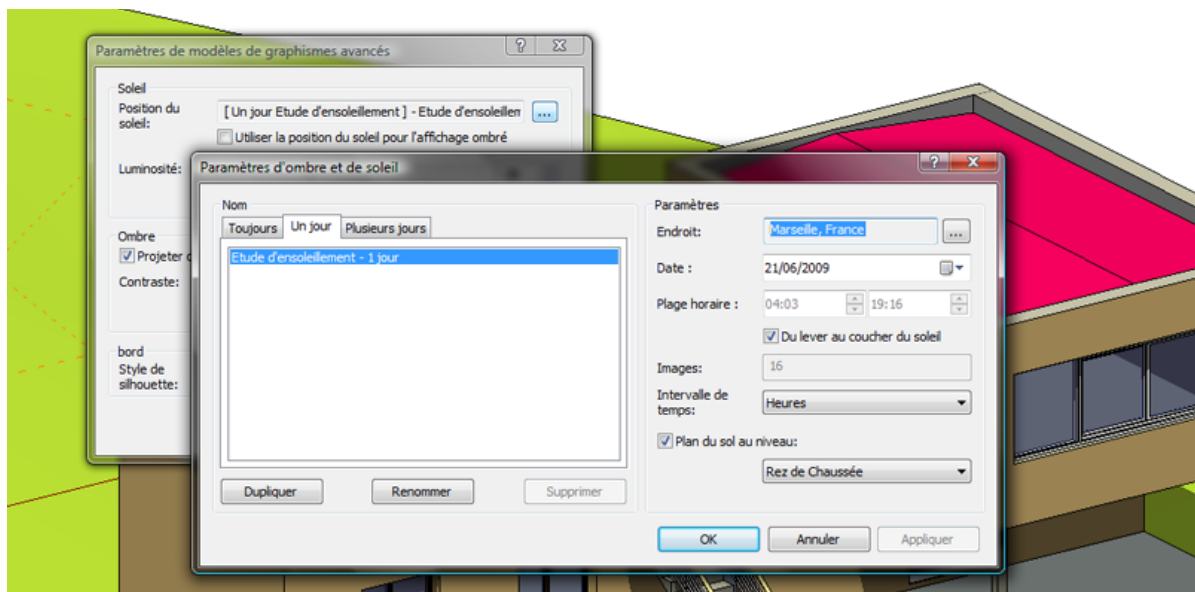 Paramètres de modèles de graphismes avancés
Soleil
Position du
soleil:
[ Un jour Etude d'ensoleillement ] - Etude d'ensoleillem
...
Utiliser la position du soleil pour l'affichage ombré
Luminosité:
Ombre
Projeter
Contraste:
bord
Style de
silhouette:
Paramètres d'ombre et de soleil
Nom
Toujours Un jour Plusieurs jours
Etude d'ensoleillement - 1 jour
Dupliquer Renommer Supprimer
Paramètres
Endroit: Marseille, France ...
Date : 21/06/2009
Plage horaire : 04:03 19:16
Du lever au coucher du soleil
Images: 16
Intervalle de
temps:
Heures
Plan du sol au niveau:
Rez de Chaussée
OK Annuler Appliquer